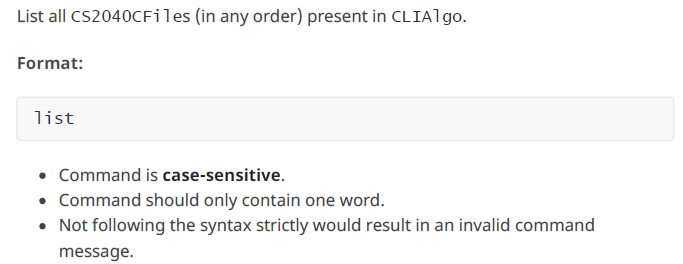 List all CS2040CFiles (in any order) present in CLIAlgo.
Format:
list
• Command is case-sensitive.
• Command should only contain one word.
• Not following the syntax strictly would result in an invalid command
message.